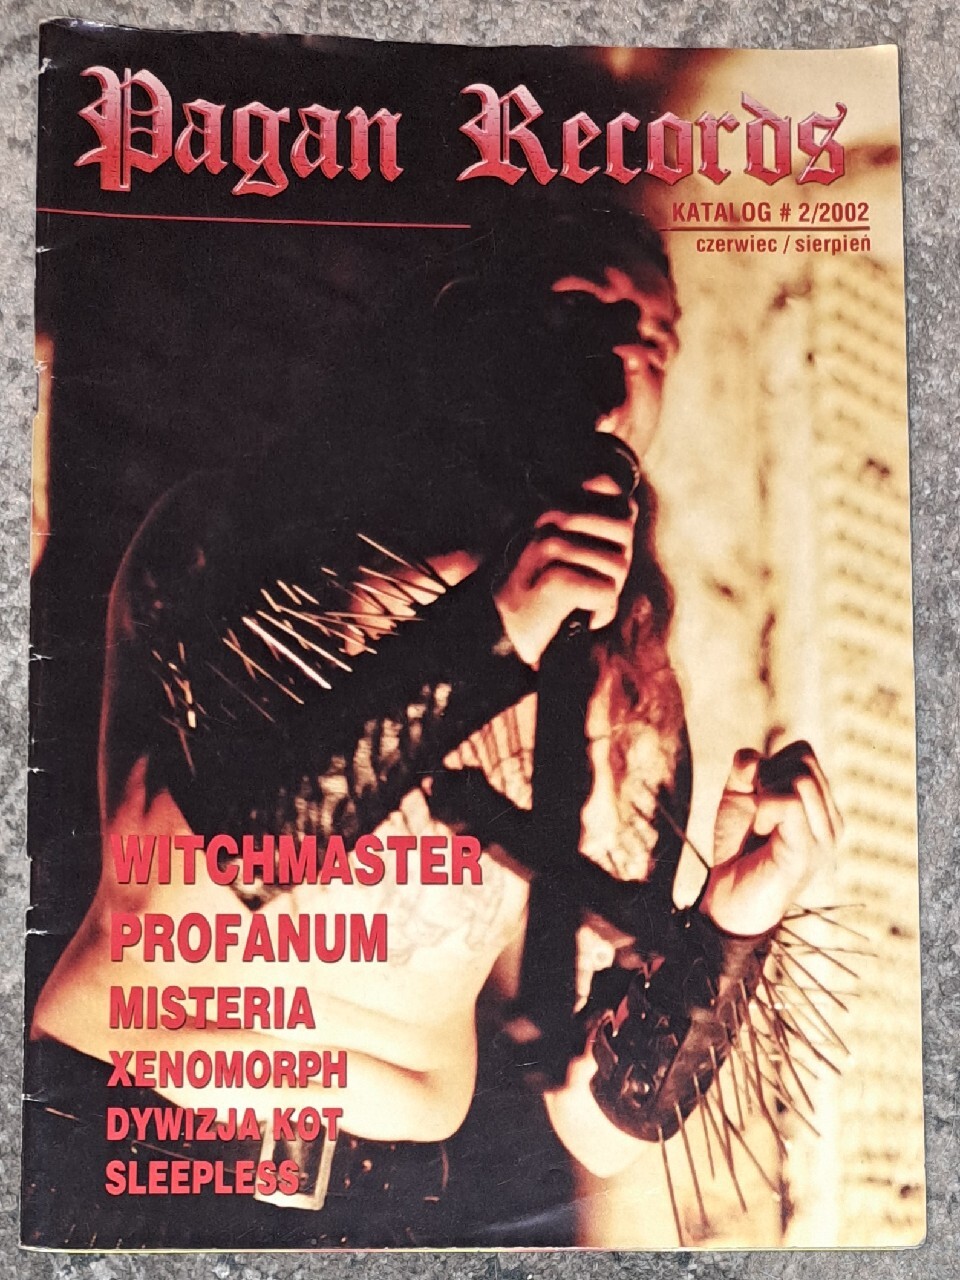 Pagan Records
KATALOG # 2/2002
czerwiec / sierpień
WITCHMASTER
PROFANUM
MISTERIA
XENOMORPH
DYWIZJA KOT
SLEEPLESS